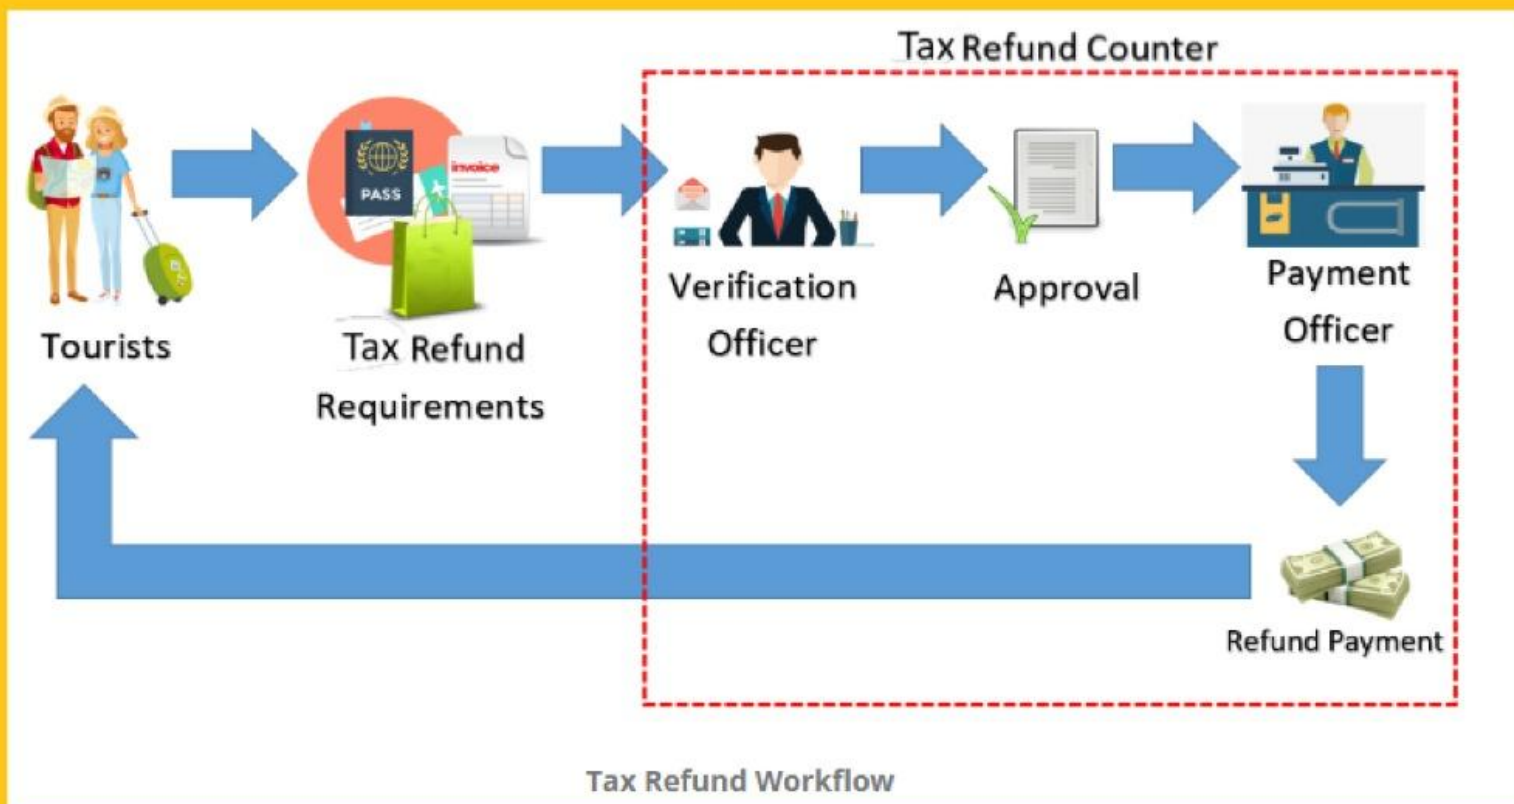 Tax Refund Counter
PASS
invoice
Tourists
Tax Refund
Requirements
Verification
Officer
Approval
Payment
Officer
Refund Payment
Tax Refund Workflow